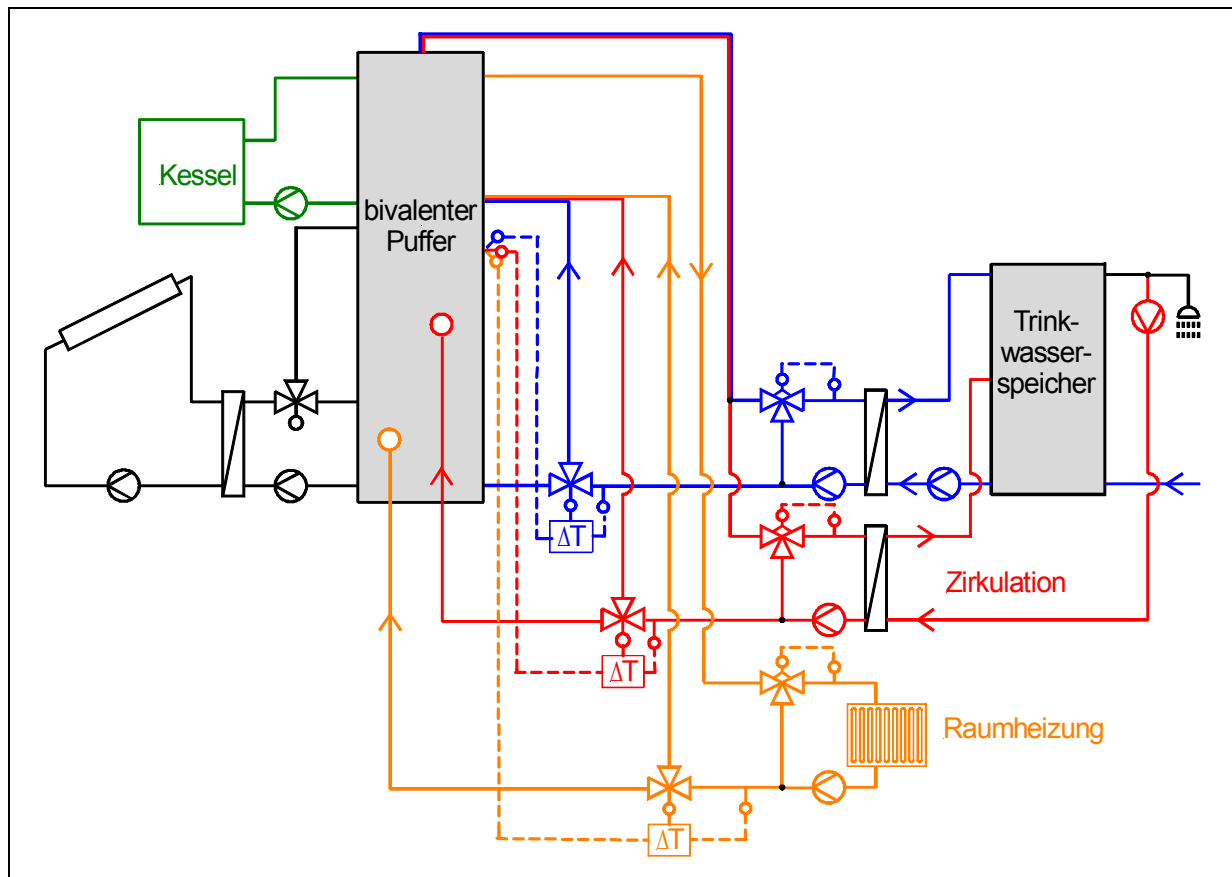 Kessel
bivalenter
Puffer
Trink-
wasser-
speicher
ΔT
Zirkulation
ΔT
Raumheizung
ΔT